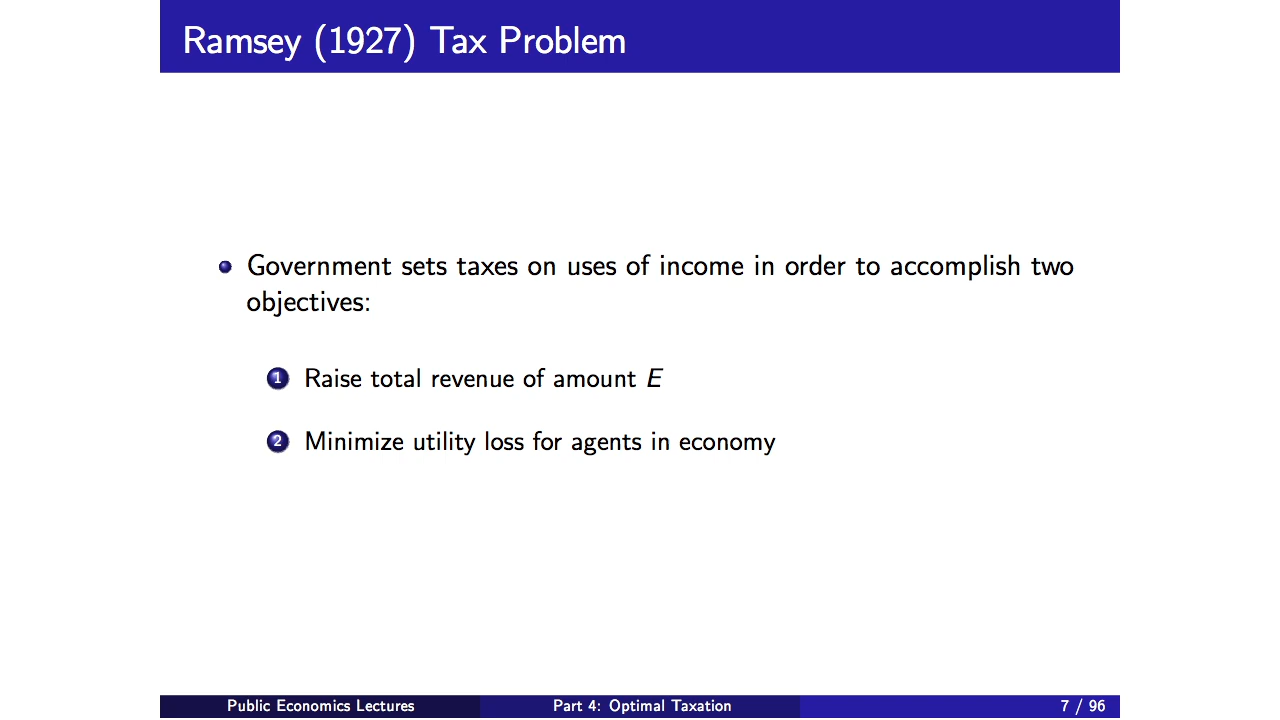 Ramsey (1927) Tax Problem
Government sets taxes on uses of income in order to accomplish two
objectives:
1 Raise total revenue of amount E
2 Minimize utility loss for agents in economy
Public Economics Lectures
Part 4: Optimal Taxation
7 / 96